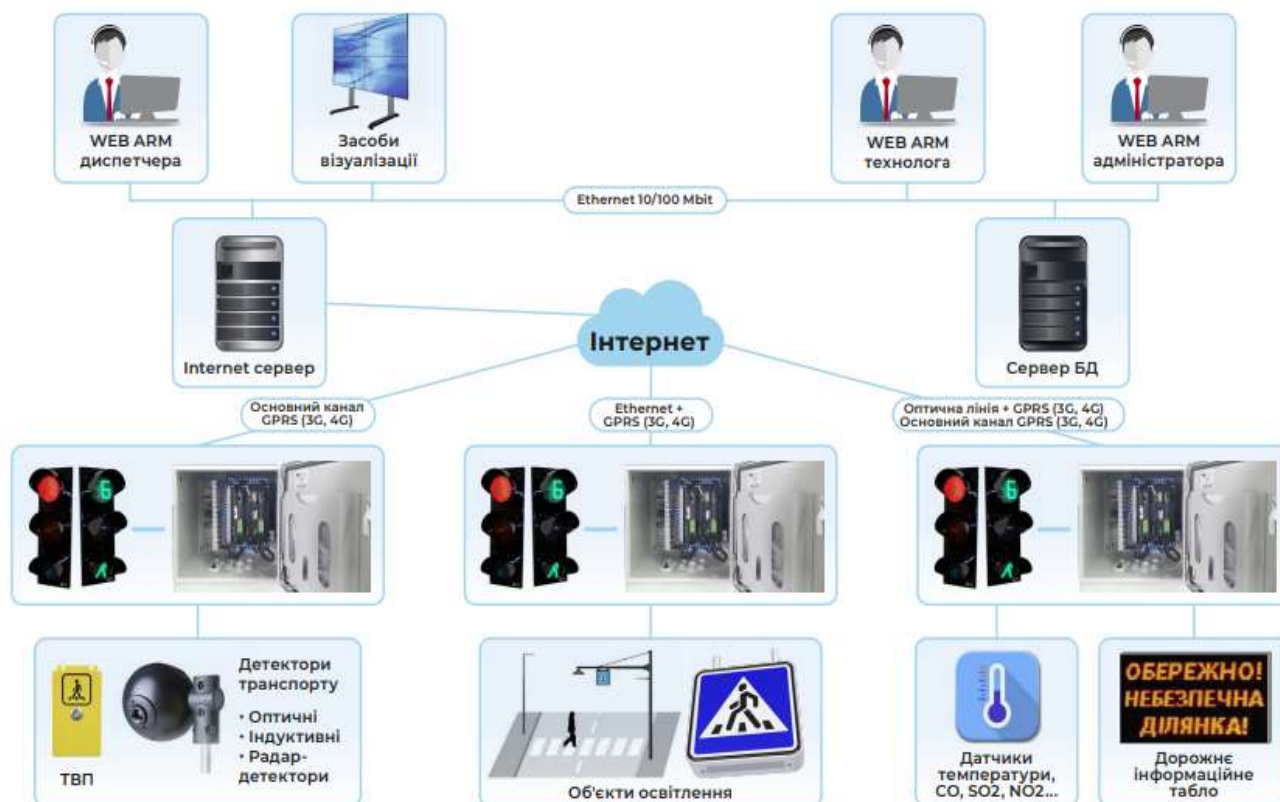 WEB ARM
диспетчера
Засоби
візуалізації
WEB ARM
технолога
WEB ARM
адміністратора
Ethernet 10/100 Mbit
Internet сервер
Інтернет
Сервер БД
Основний канал
GPRS (3G, 4G)
Ethernet +
GPRS (3G, 4G)
Оптична лінія + GPRS (3G, 4G)
Основний канал GPRS (3G, 4G)
6
6
6
ТВП
Детектори
транспорту
• Оптичні
• Індуктивні
• Радар-
детектори
Об'єкти освітлення
Датчики
температури,
CO, SO2, NO2...
ОБЕРЕЖНО!
НЕБЕЗПЕЧНА
ДІЛЯНКА!
Дорожнє
інформаційне
табло